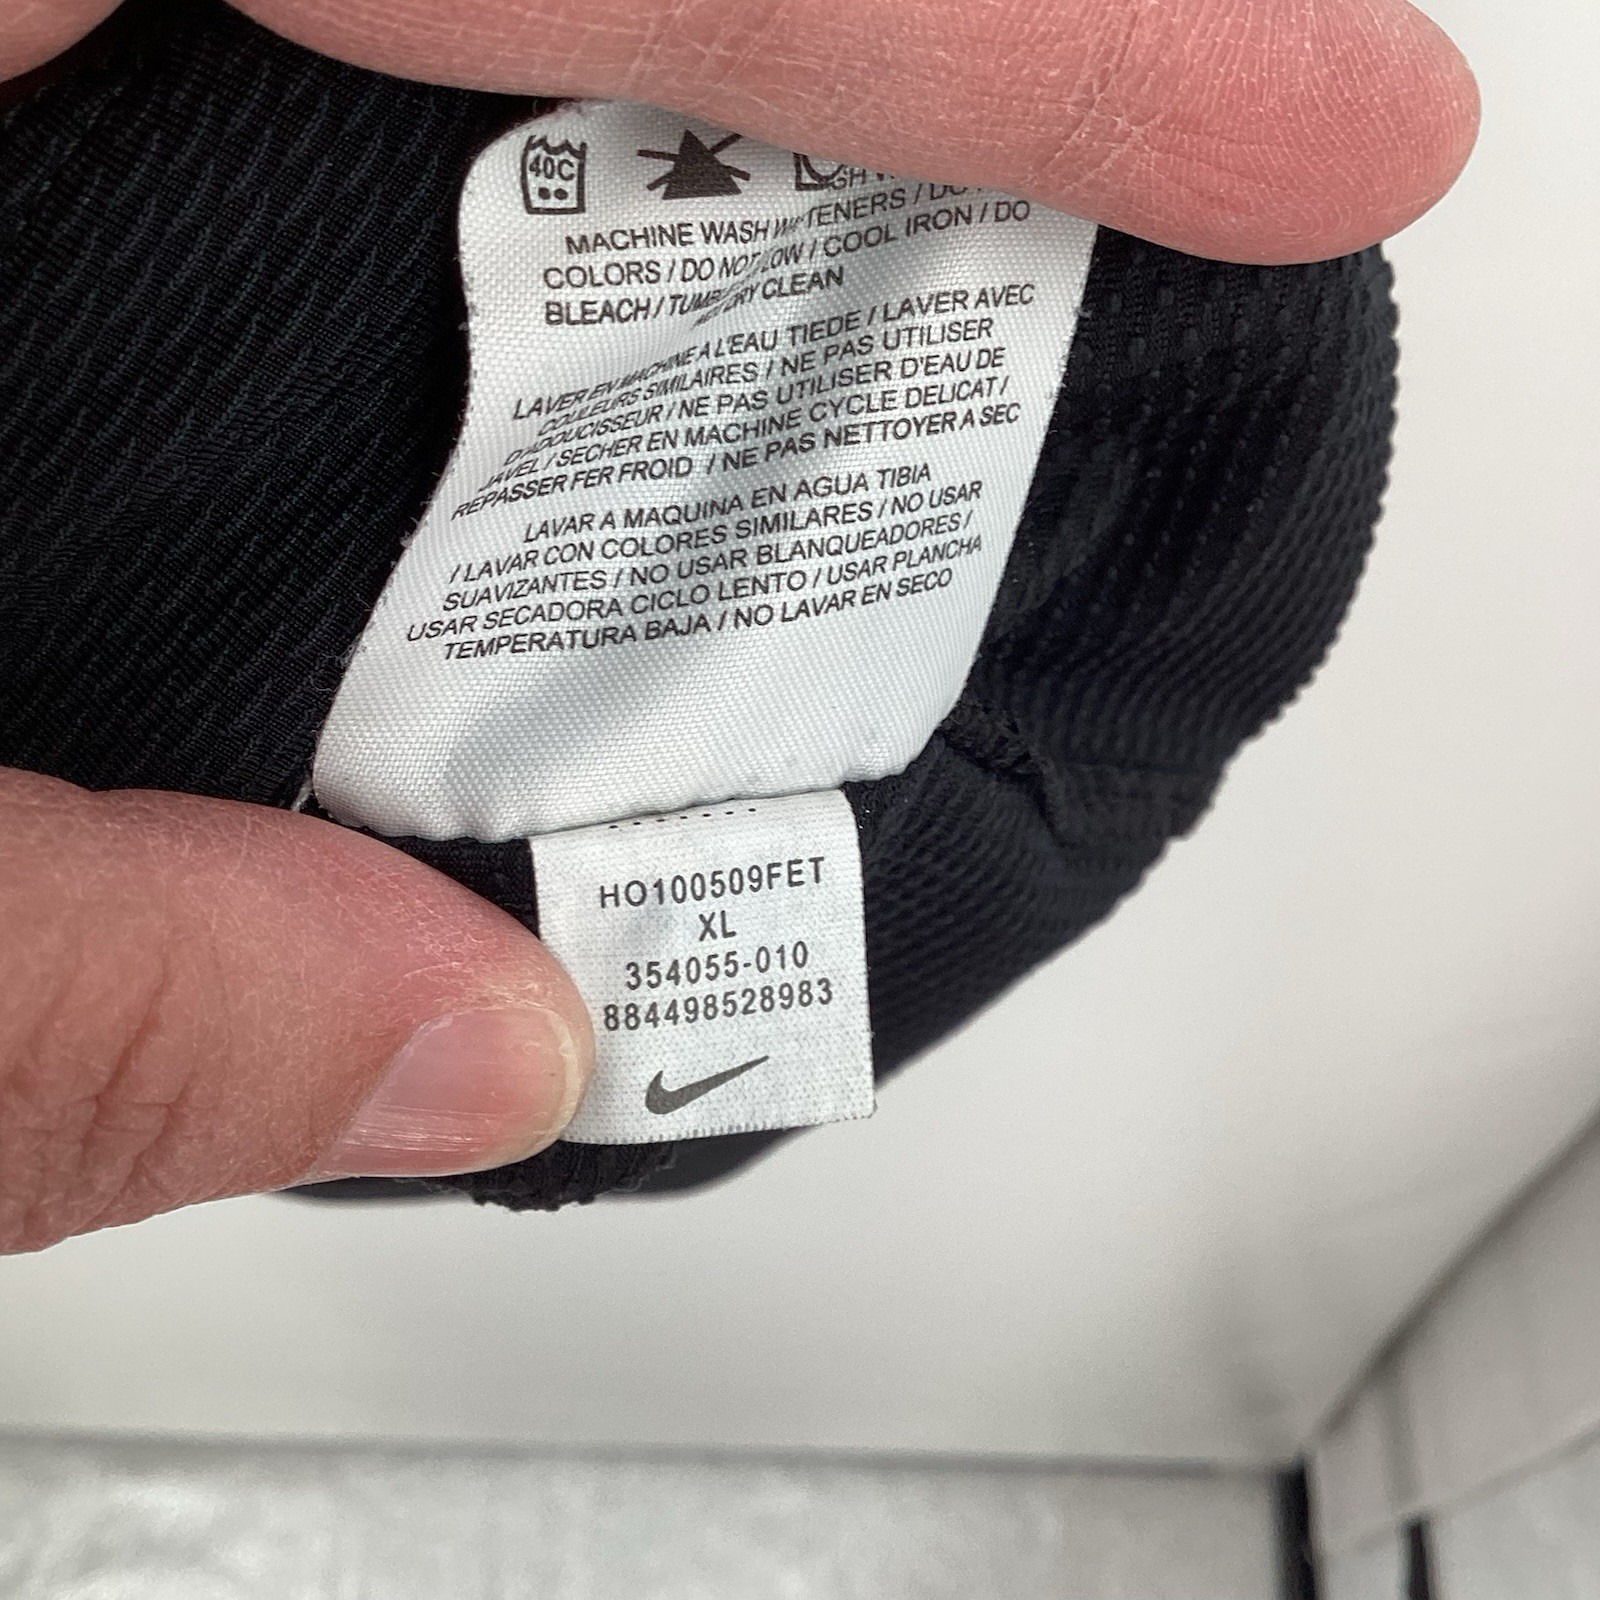 40C
MACHINE WASH
TENERS / DO
COLORS / DO NOT
LOW / COOL IRON / DO
BLEACH / TUMB
DRY CLEAN
LAVER EN MACHINE A L'EAU TIEDE / LAVER AVEC
COULEURS SIMILAIRES / NE PAS UTILISER
D'ADOUCISSEUR / NE PAS UTILISER D'EAU DE
JAVEL / SECHER EN MACHINE CYCLE DELICAT /
REPASSER FER FROID / NE PAS NETTOYER A SEC
LAVAR A MAQUINA EN AGUA TIBIA
/ LAVAR CON COLORES SIMILARES / NO USAR
SUAVIZANTES / NO USAR BLANQUEADORES /
USAR SECADORA CICLO LENTO / USAR PLANCHA
TEMPERATURA BAJA / NO LAVAR EN SECO
HO100509FET
XL
354055-010
884498528983